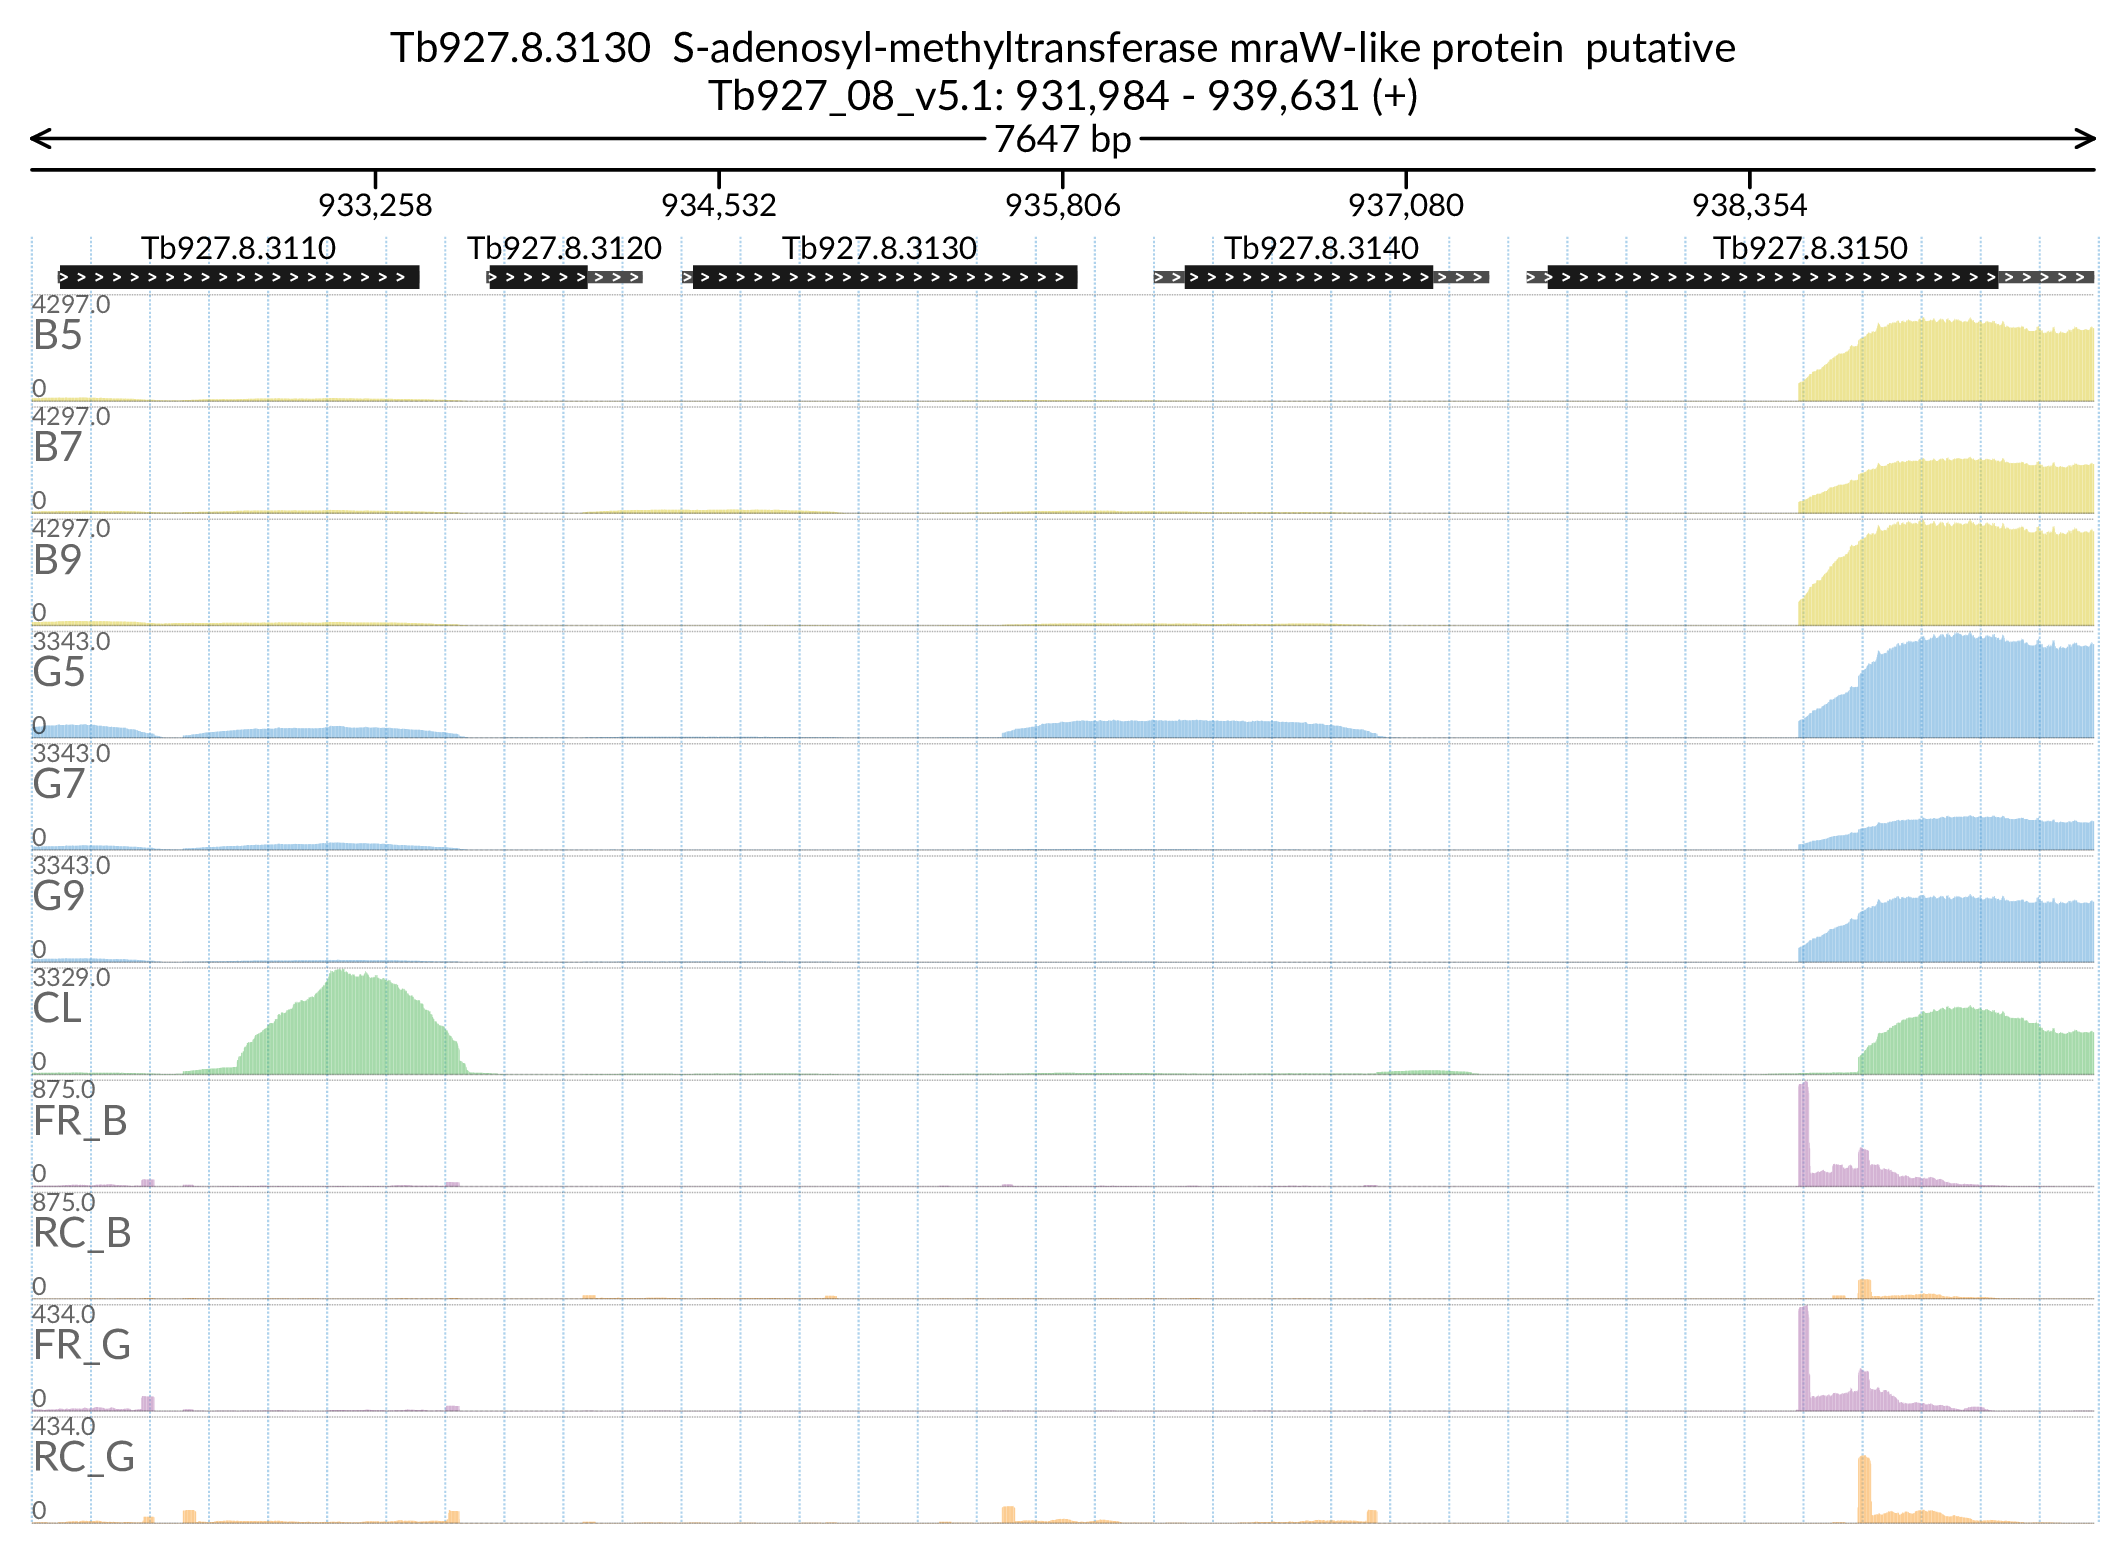 Tb927.8.3130  S-adenosyl-methyltransferase mraW-like protein  putative
Tb927_08_v5.1: 931,984 - 939,631 (+)
7647 bp
933,258 934,532 935,806 937,080 938,354
Tb927.8.3110 Tb927.8.3120 Tb927.8.3130 Tb927.8.3140 Tb927.8.3150
4297.0
B5
0
4297.0
B7
0
4297.0
B9
0
3343.0
G5
0
3343.0
G7
0
3343.0
G9
0
3329.0
CL
0
875.0
FR_B
0
875.0
RC_B
0
434.0
FR_G
0
434.0
RC_G
0